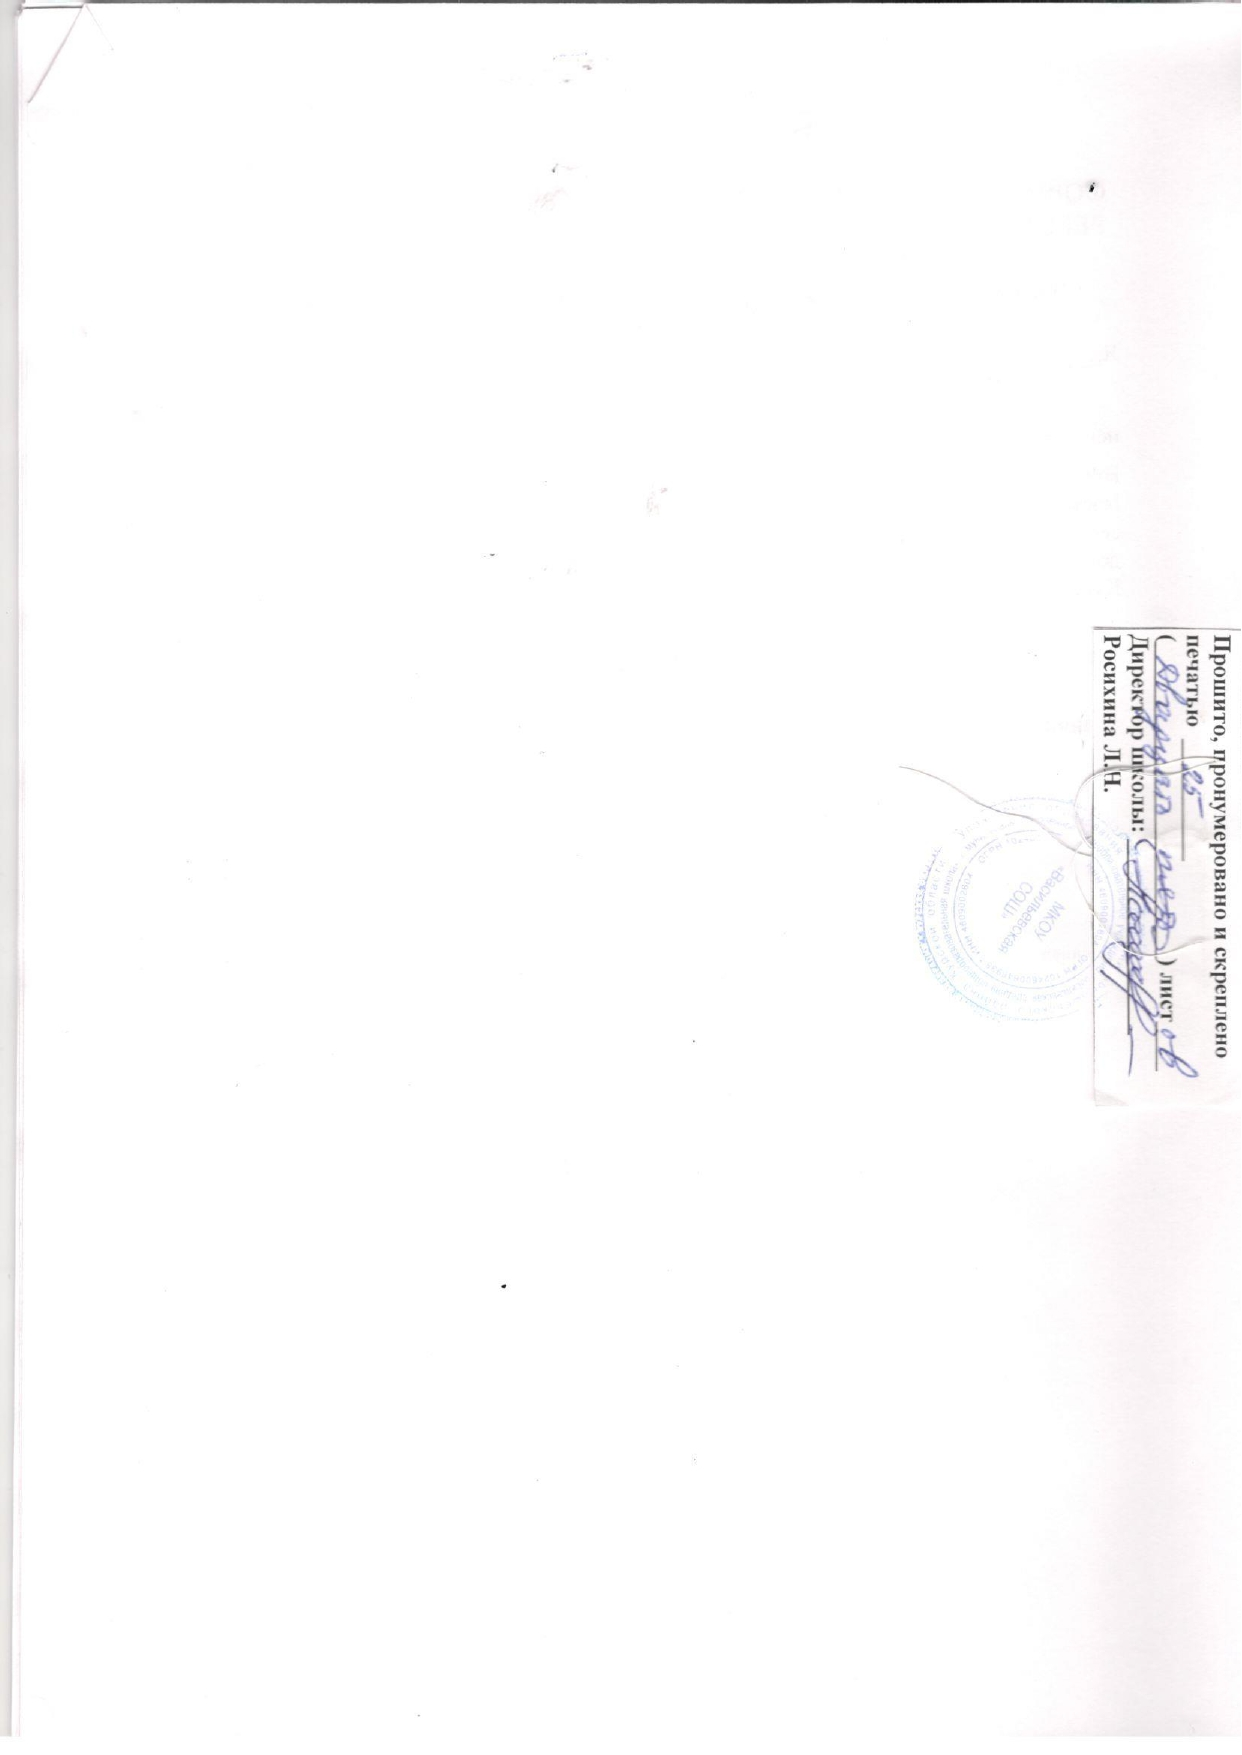 Прошито, пронумеровано и скреплено
печатью 25
( двадцать пять ) листов
Директор школы:
Росихина Л.Н.
МКОУ
«Васильевская
СОШ»